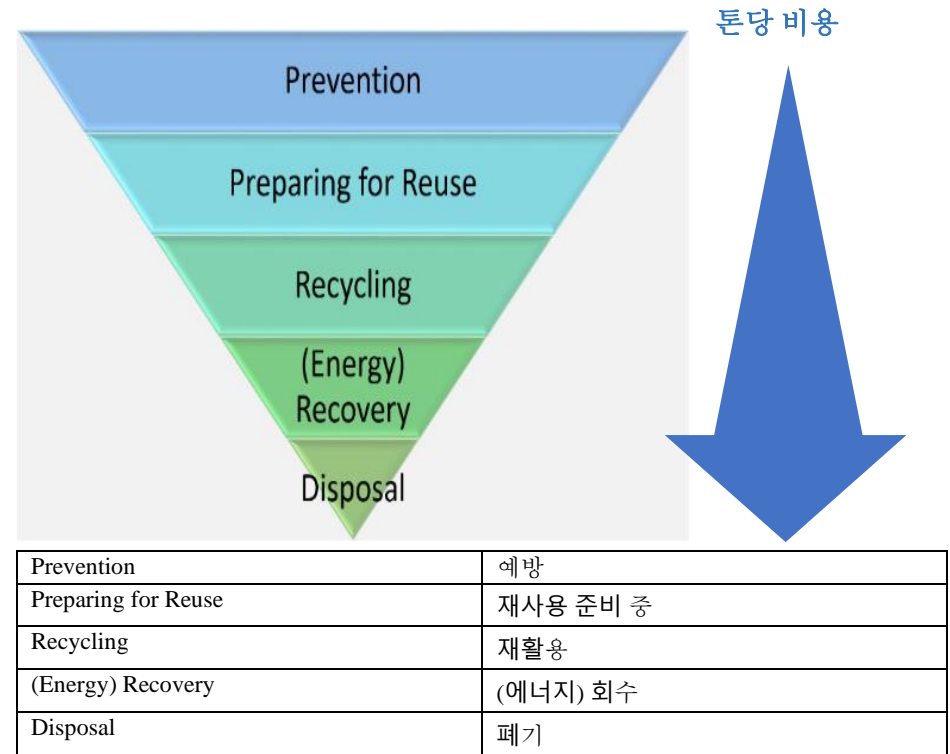 톤당 비용
Prevention
Preparing for Reuse
Recycling
(Energy)
Recovery
Disposal
Prevention 예방
Preparing for Reuse 재사용 준비 중
Recycling 재활용
(Energy) Recovery (에너지) 회수
Disposal 폐기